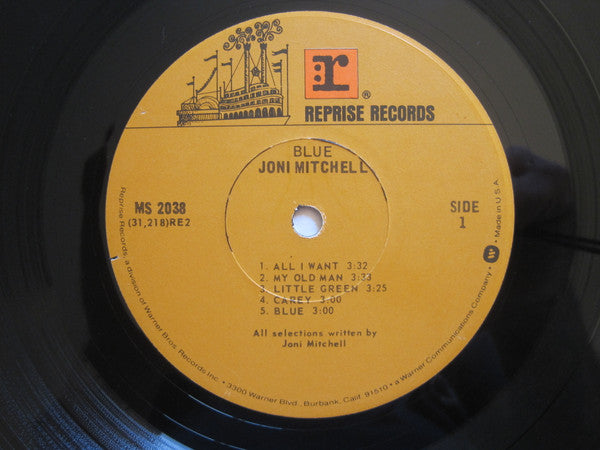 :r
®
REPRISE RECORDS
BLUE
JONI MITCHELL
MS 2038
(31,218)RE2
SIDE
1
1. ALL I WANT 3:32
2. MY OLD MAN 3:33
3. LITTLE GREEN 3:25
4. CAREY 3:00
5. BLUE 3:00
All selections written by
Joni Mitchell
Reprise Records, a division of Warner Bros. Records Inc. • 3300 Warner Blvd., Burbank, Calif. 91510 • a Warner Communications Company • W • Made in U.S.A.